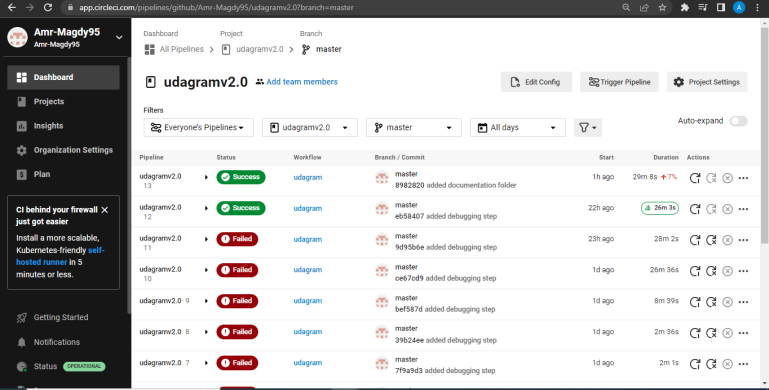 app.circleci.com/pipelines/github/Amr-Magdy95/udagramv2.0?branch=master
A
Amr-Magdy95
Amr-Magdy95
Dashboard
Projects
Insights
Organization Settings
Plan
CI behind your firewall
just got easier
Install a more scalable,
Kubernetes-friendly self-
hosted runner in 5
minutes or less.
Getting Started
Notifications
Status OPERATIONAL
Dashboard Project Branch
All Pipelines udagramv2.0 master
udagramv2.0 Add team members
Edit Config Trigger Pipeline Project Settings
Filters
Everyone's Pipelines udagramv2.0 master All days
Auto-expand
Pipeline Status Workflow Branch / Commit Start Duration Actions
udagramv2.0 13 Success udagram master 1h ago 29m 8s 7%
8982820 added documentation folder
udagramv2.0 12 Success udagram master 22h ago 26m 3s
eb58407 added debugging step
udagramv2.0 11 Failed udagram master 23h ago 28m 2s
9d95b6e added debugging step
udagramv2.0 10 Failed udagram master 1d ago 26m 36s
ce67cd9 added debugging step
udagramv2.0 9 Failed udagram master 1d ago 8m 39s
bef587d added debugging step
udagramv2.0 8 Failed udagram master 1d ago 2m 36s
39b24ee added debugging step
udagramv2.0 7 Failed udagram master 1d ago 2m 1s
7f9a9d3 added debugging step